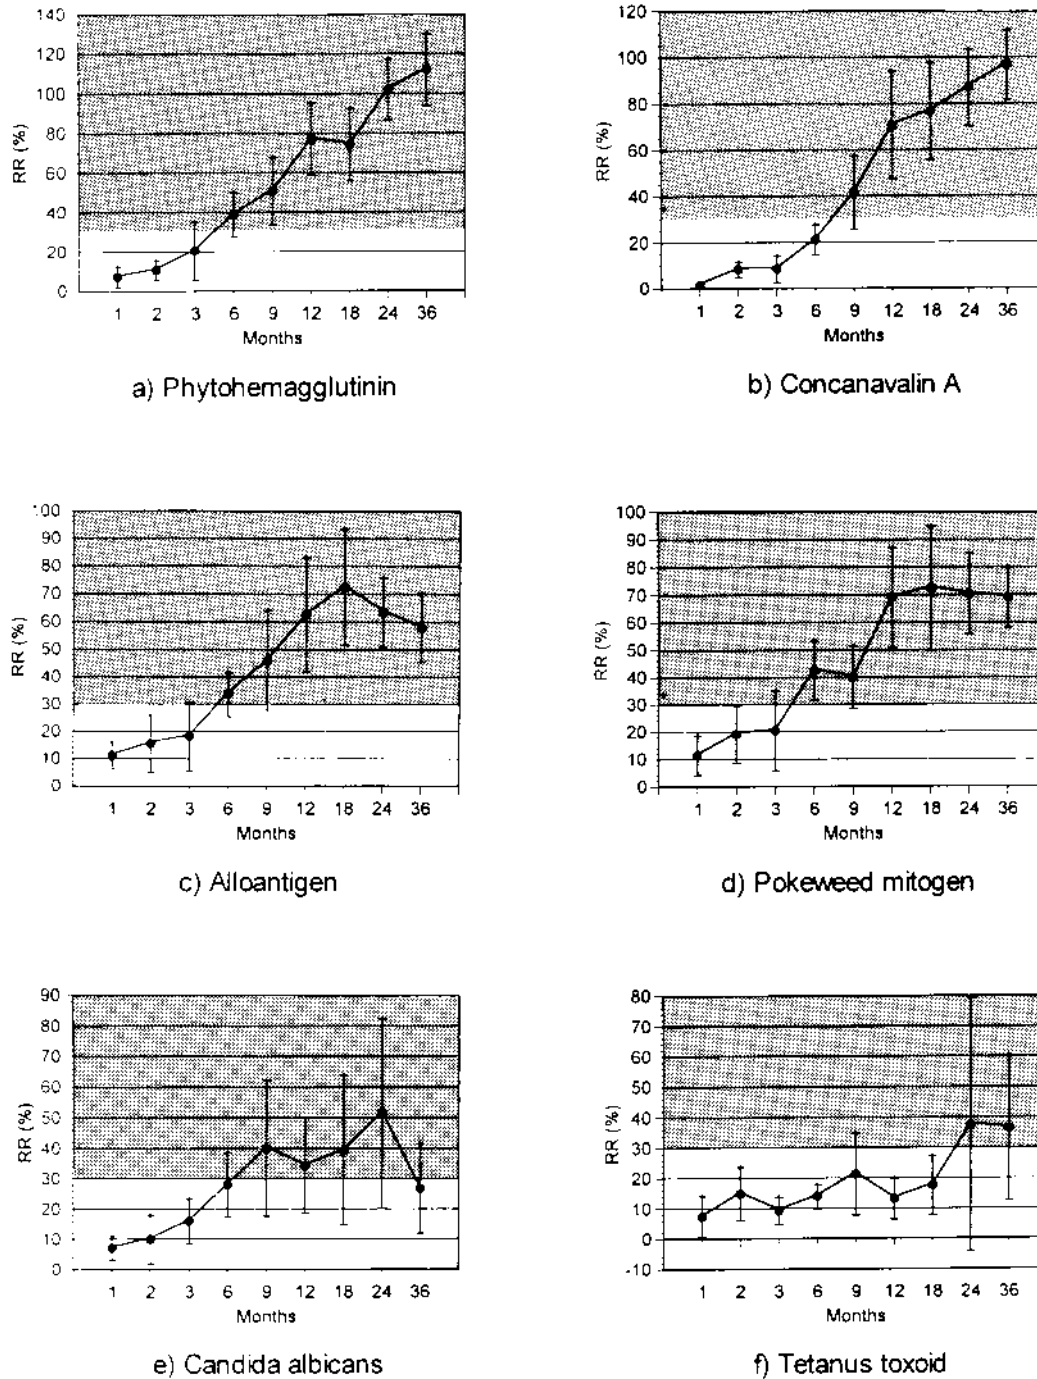 140
120
100
80
60
40
20
0
RR (%)
1 2 3 6 9 12 18 24 36
Months
a) Phytohemagglutinin
120
100
80
60
40
20
0
RR (%)
1 2 3 6 9 12 18 24 36
Months
b) Concanavalin A
100
90
80
70
60
50
40
30
20
10
0
RR (%)
1 2 3 6 9 12 18 24 36
Months
c) Alloantigen
100
90
80
70
60
50
40
30
20
10
0
RR (%)
1 2 3 6 9 12 18 24 36
Months
d) Pokeweed mitogen
90
80
70
60
50
40
30
20
10
0
RR (%)
1 2 3 6 9 12 18 24 36
Months
e) Candida albicans
80
70
60
50
40
30
20
10
0
-10
RR (%)
1 2 3 6 9 12 18 24 36
Months
f) Tetanus toxoid